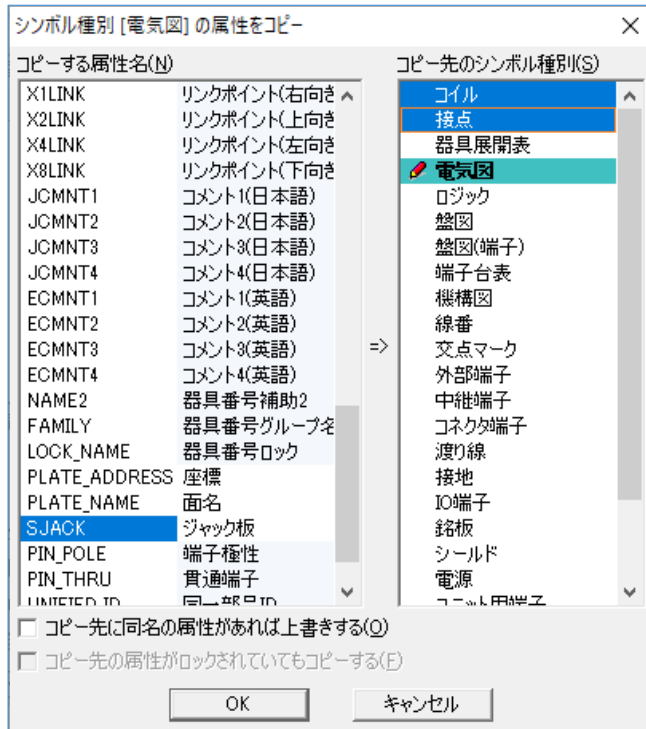 シンボル種別 [電気図] の属性をコピー
コピーする属性名(N)
X1LINK リンクポイント(右向き
X2LINK リンクポイント(上向き
X4LINK リンクポイント(左向き
X8LINK リンクポイント(下向き
JCMNT1 コメント1(日本語)
JCMNT2 コメント2(日本語)
JCMNT3 コメント3(日本語)
JCMNT4 コメント4(日本語)
ECMNT1 コメント1(英語)
ECMNT2 コメント2(英語)
ECMNT3 コメント3(英語)
ECMNT4 コメント4(英語)
NAME2 器具番号補助2
FAMILY 器具番号グループ名
LOCK_NAME 器具番号ロック
PLATE_ADDRESS 座標
PLATE_NAME 面名
SJACK ジャック板
PIN_POLE 端子極性
PIN_THRU 貫通端子
UNIFIED_ID 同一部品ID
=>
コピー先のシンボル種別(S)
コイル
接点
器具展開表
電気図
ロジック
盤図
盤図(端子)
端子台表
機構図
線番
交点マーク
外部端子
中継端子
コネクタ端子
渡り線
接地
IO端子
銘板
シールド
電源
ユニット用端子
コピー先に同名の属性があれば上書きする(O)
コピー先の属性がロックされていてもコピーする(F)
OK キャンセル